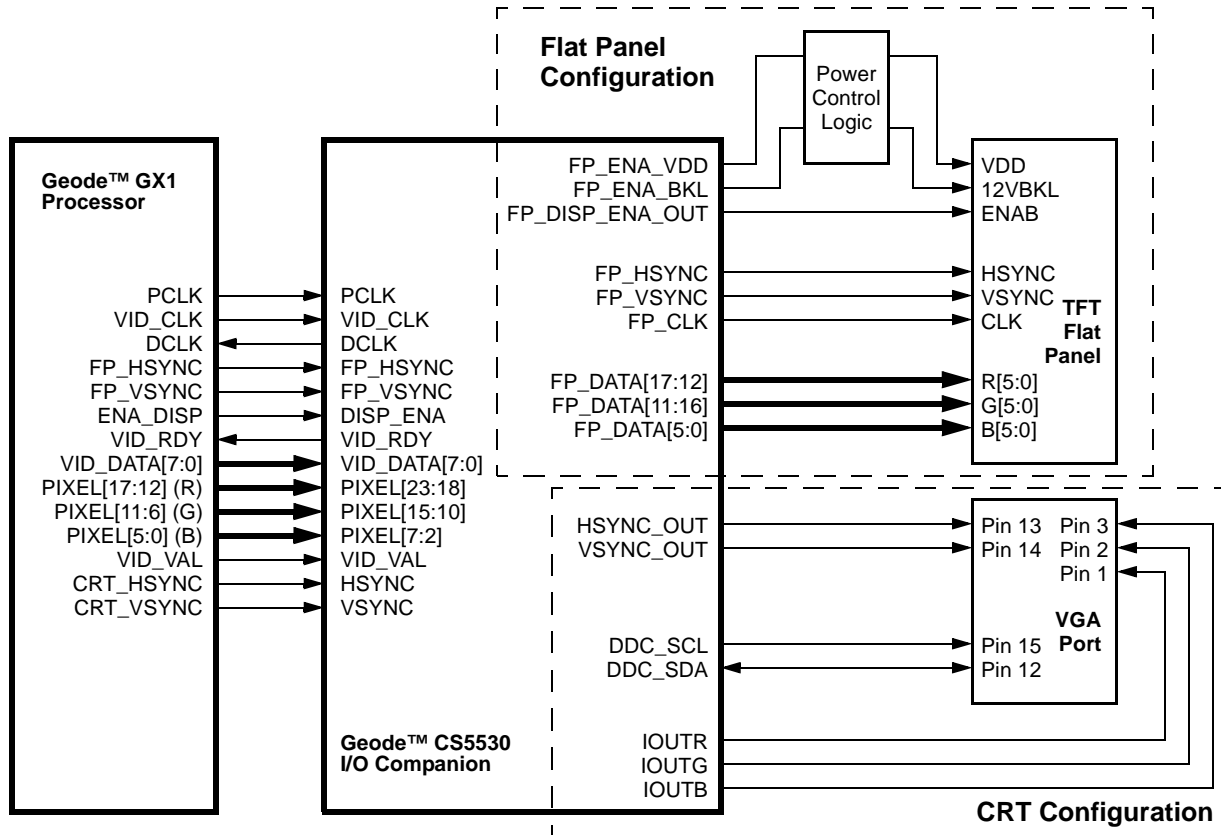 Flat Panel
Configuration
Power
Control
Logic
Geode™ GX1
Processor
PCLK
VID_CLK
DCLK
FP_HSYNC
FP_VSYNC
ENA_DISP
VID_RDY
VID_DATA[7:0]
PIXEL[17:12] (R)
PIXEL[11:6] (G)
PIXEL[5:0] (B)
VID_VAL
CRT_HSYNC
CRT_VSYNC
PCLK
VID_CLK
DCLK
FP_HSYNC
FP_VSYNC
DISP_ENA
VID_RDY
VID_DATA[7:0]
PIXEL[23:18]
PIXEL[15:10]
PIXEL[7:2]
VID_VAL
HSYNC
VSYNC
Geode™ CS5530
I/O Companion
FP_ENA_VDD
FP_ENA_BKL
FP_DISP_ENA_OUT
FP_HSYNC
FP_VSYNC
FP_CLK
FP_DATA[17:12]
FP_DATA[11:16]
FP_DATA[5:0]
VDD
12VBKL
ENAB
HSYNC
VSYNC
CLK
TFT
Flat
Panel
R[5:0]
G[5:0]
B[5:0]
HSYNC_OUT
VSYNC_OUT
DDC_SCL
DDC_SDA
IOUTR
IOUTG
IOUTB
Pin 13 Pin 3
Pin 14 Pin 2
Pin 1
VGA
Port
Pin 15
Pin 12
CRT Configuration